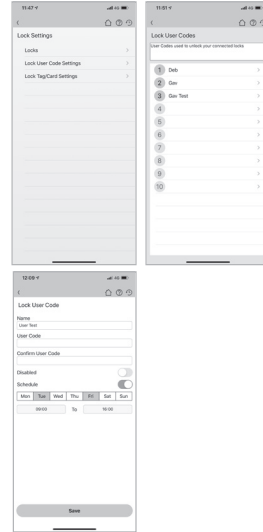 11:47
4G
Lock Settings
Locks
Lock User Code Settings
Lock Tag/Card Settings
11:51
4G
Lock User Codes
User Codes used to unlock your connected locks
1 Deb
2 Gav
3 Gav Test
4
5
6
7
8
9
10
12:09
4G
Lock User Code
Name
User Test
User Code
Confirm User Code
Disabled
Schedule
Mon Tue Wed Thu Fri Sat Sun
09:00 To 18:00
Save